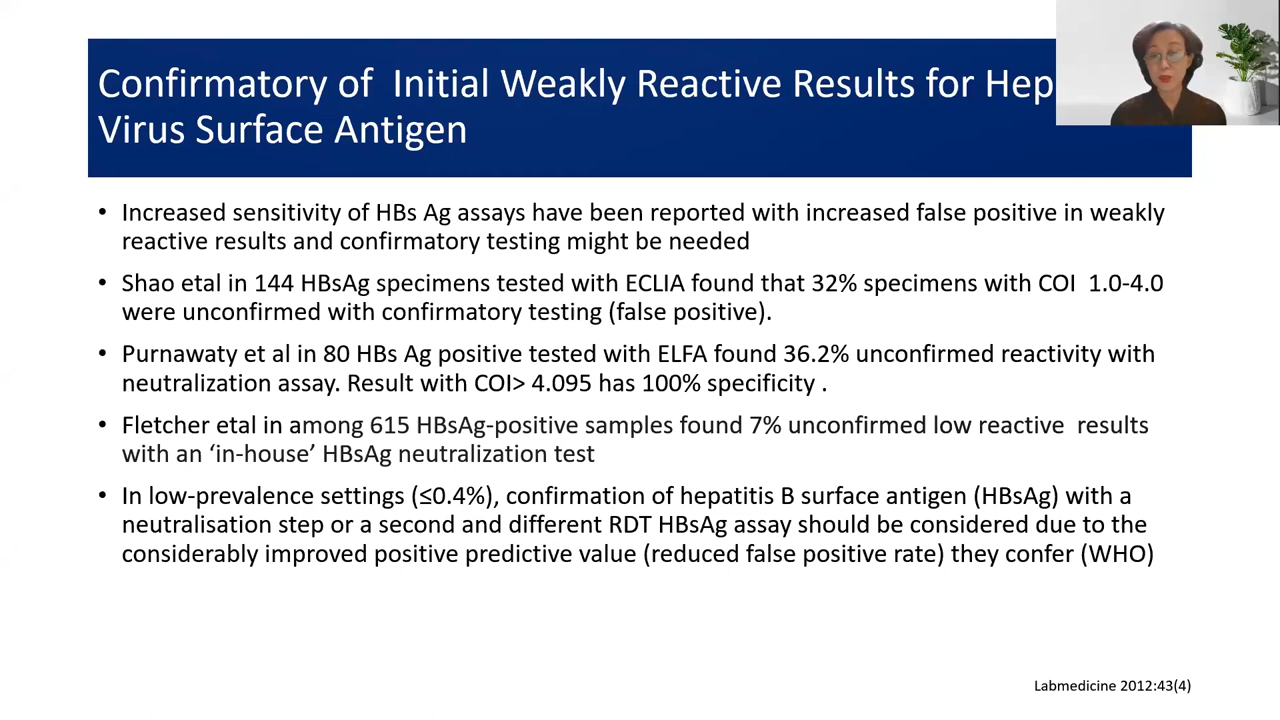 Confirmatory of Initial Weakly Reactive Results for Hep
Virus Surface Antigen
• Increased sensitivity of HBs Ag assays have been reported with increased false positive in weakly
reactive results and confirmatory testing might be needed
• Shao etal in 144 HBsAg specimens tested with ECLIA found that 32% specimens with COI 1.0-4.0
were unconfirmed with confirmatory testing (false positive).
• Purnawaty et al in 80 HBs Ag positive tested with ELFA found 36.2% unconfirmed reactivity with
neutralization assay. Result with COI> 4.095 has 100% specificity .
• Fletcher etal in among 615 HBsAg-positive samples found 7% unconfirmed low reactive results
with an ‘in-house’ HBsAg neutralization test
• In low-prevalence settings (≤0.4%), confirmation of hepatitis B surface antigen (HBsAg) with a
neutralisation step or a second and different RDT HBsAg assay should be considered due to the
considerably improved positive predictive value (reduced false positive rate) they confer (WHO)
Labmedicine 2012:43(4)